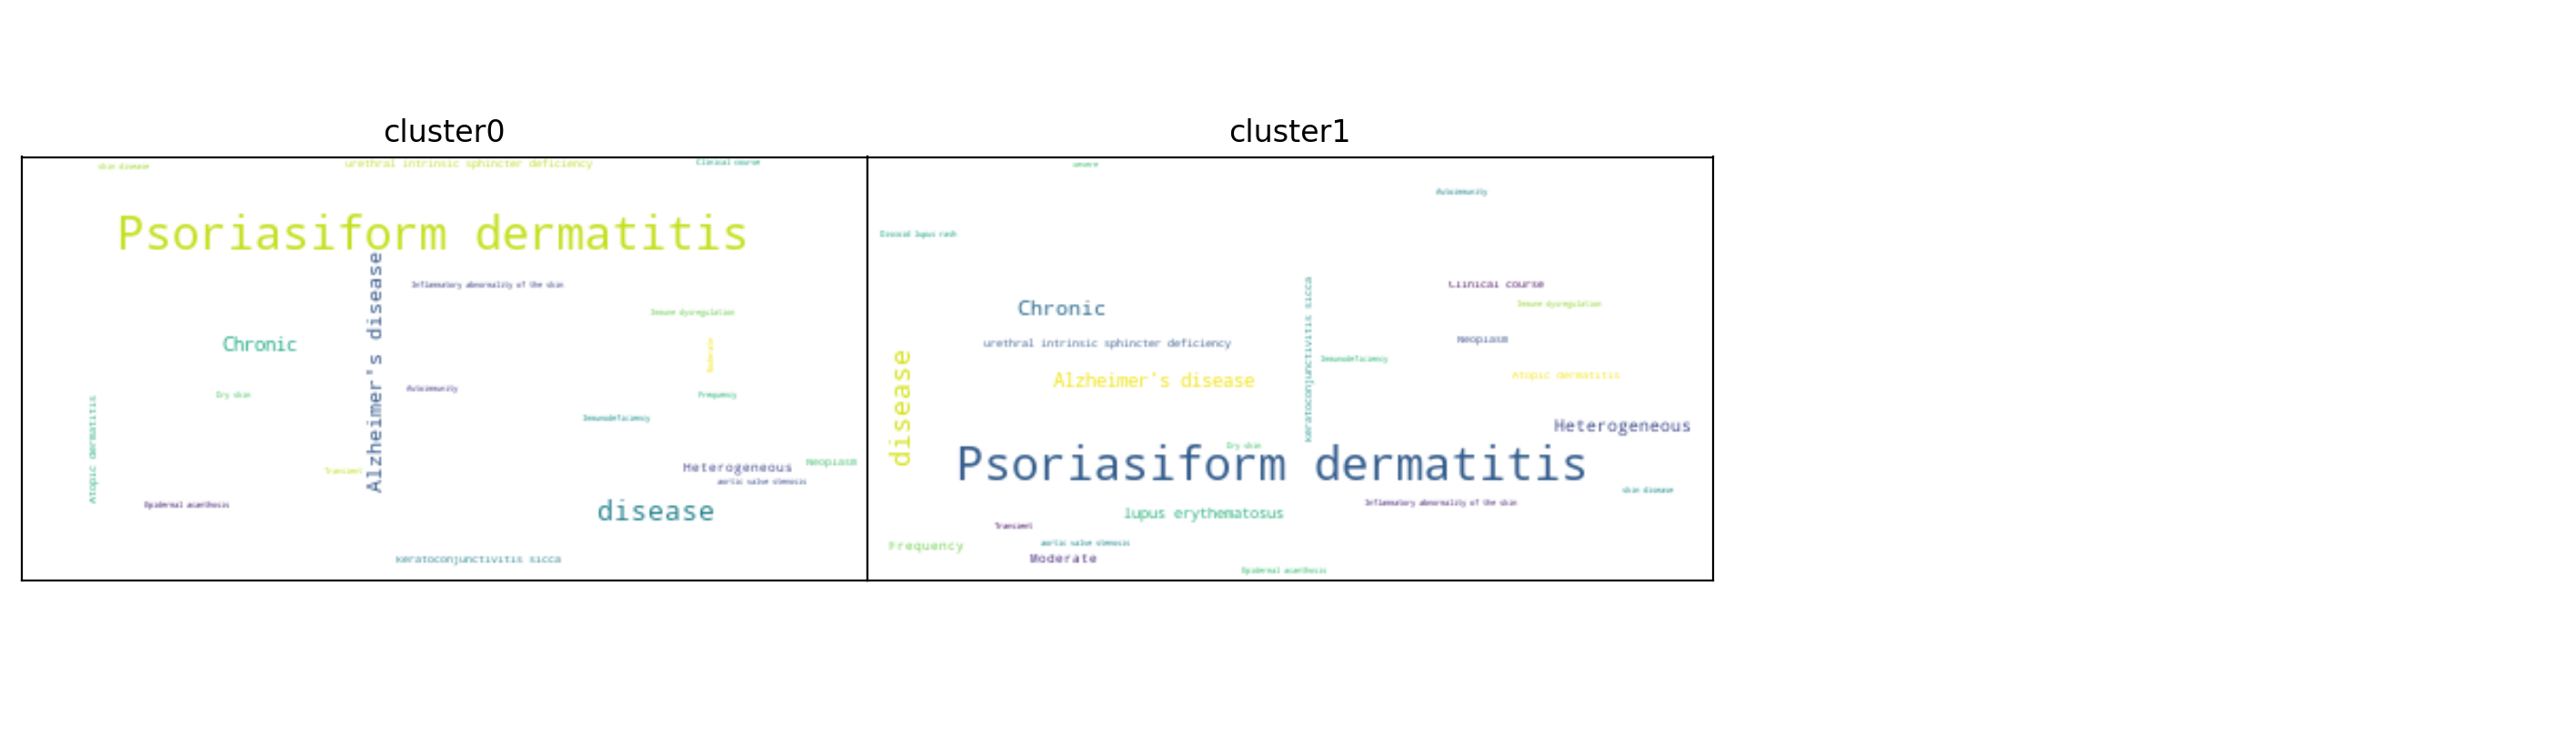 cluster0
skin disease
urethral intrinsic sphincter deficiency
Clinical course
Psoriasiform dermatitis
Alzheimer's disease
Inflammatory abnormality of the skin
Immune dysregulation
Chronic
Moderate
Autoimmunity
Dry skin
Frequency
Atopic dermatitis
Immunodeficiency
Transient
Heterogeneous
Neoplasm
aortic valve stenosis
Epidermal acanthosis
disease
keratoconjunctivitis sicca
cluster1
severe
Autoimmunity
Discoid lupus rash
keratoconjunctivitis sicca
Clinical course
Chronic
Immune dysregulation
urethral intrinsic sphincter deficiency
Neoplasm
disease
Immunodeficiency
Alzheimer's disease
Atopic dermatitis
Heterogeneous
Dry skin
Psoriasiform dermatitis
skin disease
Inflammatory abnormality of the skin
lupus erythematosus
Transient
Frequency
aortic valve stenosis
Moderate
Epidermal acanthosis